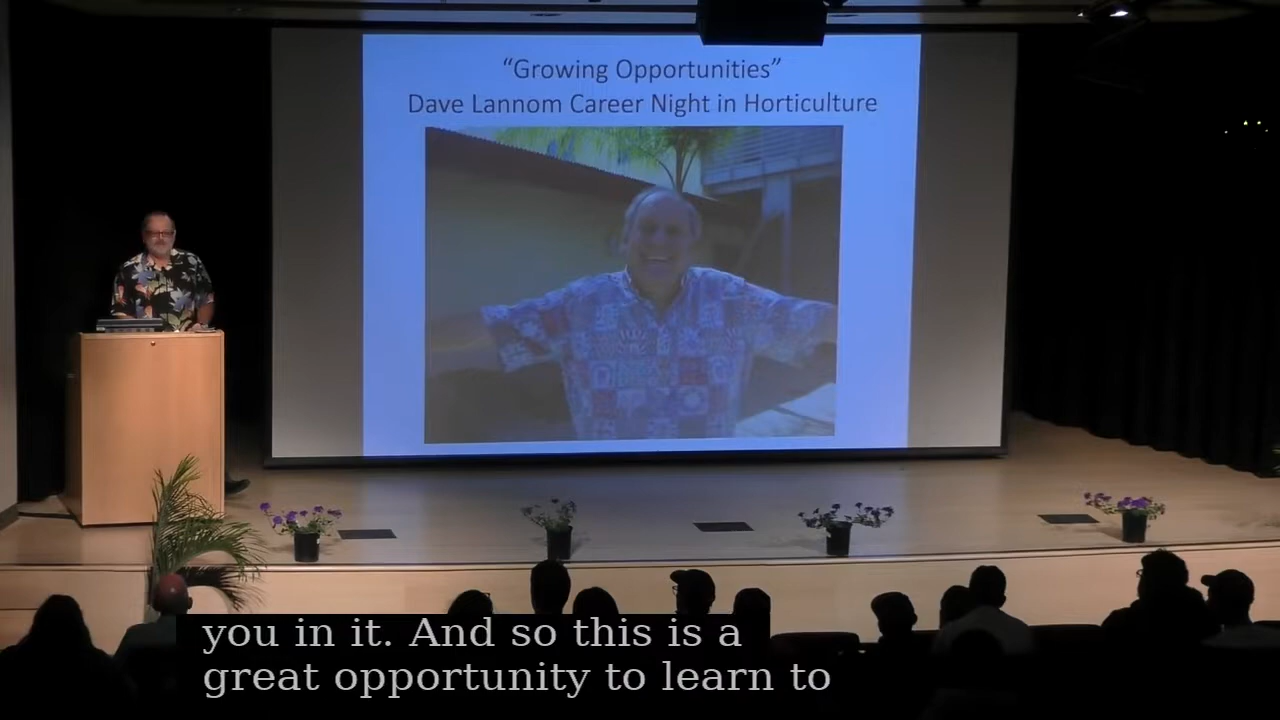 “Growing Opportunities”
Dave Lannom Career Night in Horticulture
you in it. And so this is a
great opportunity to learn to